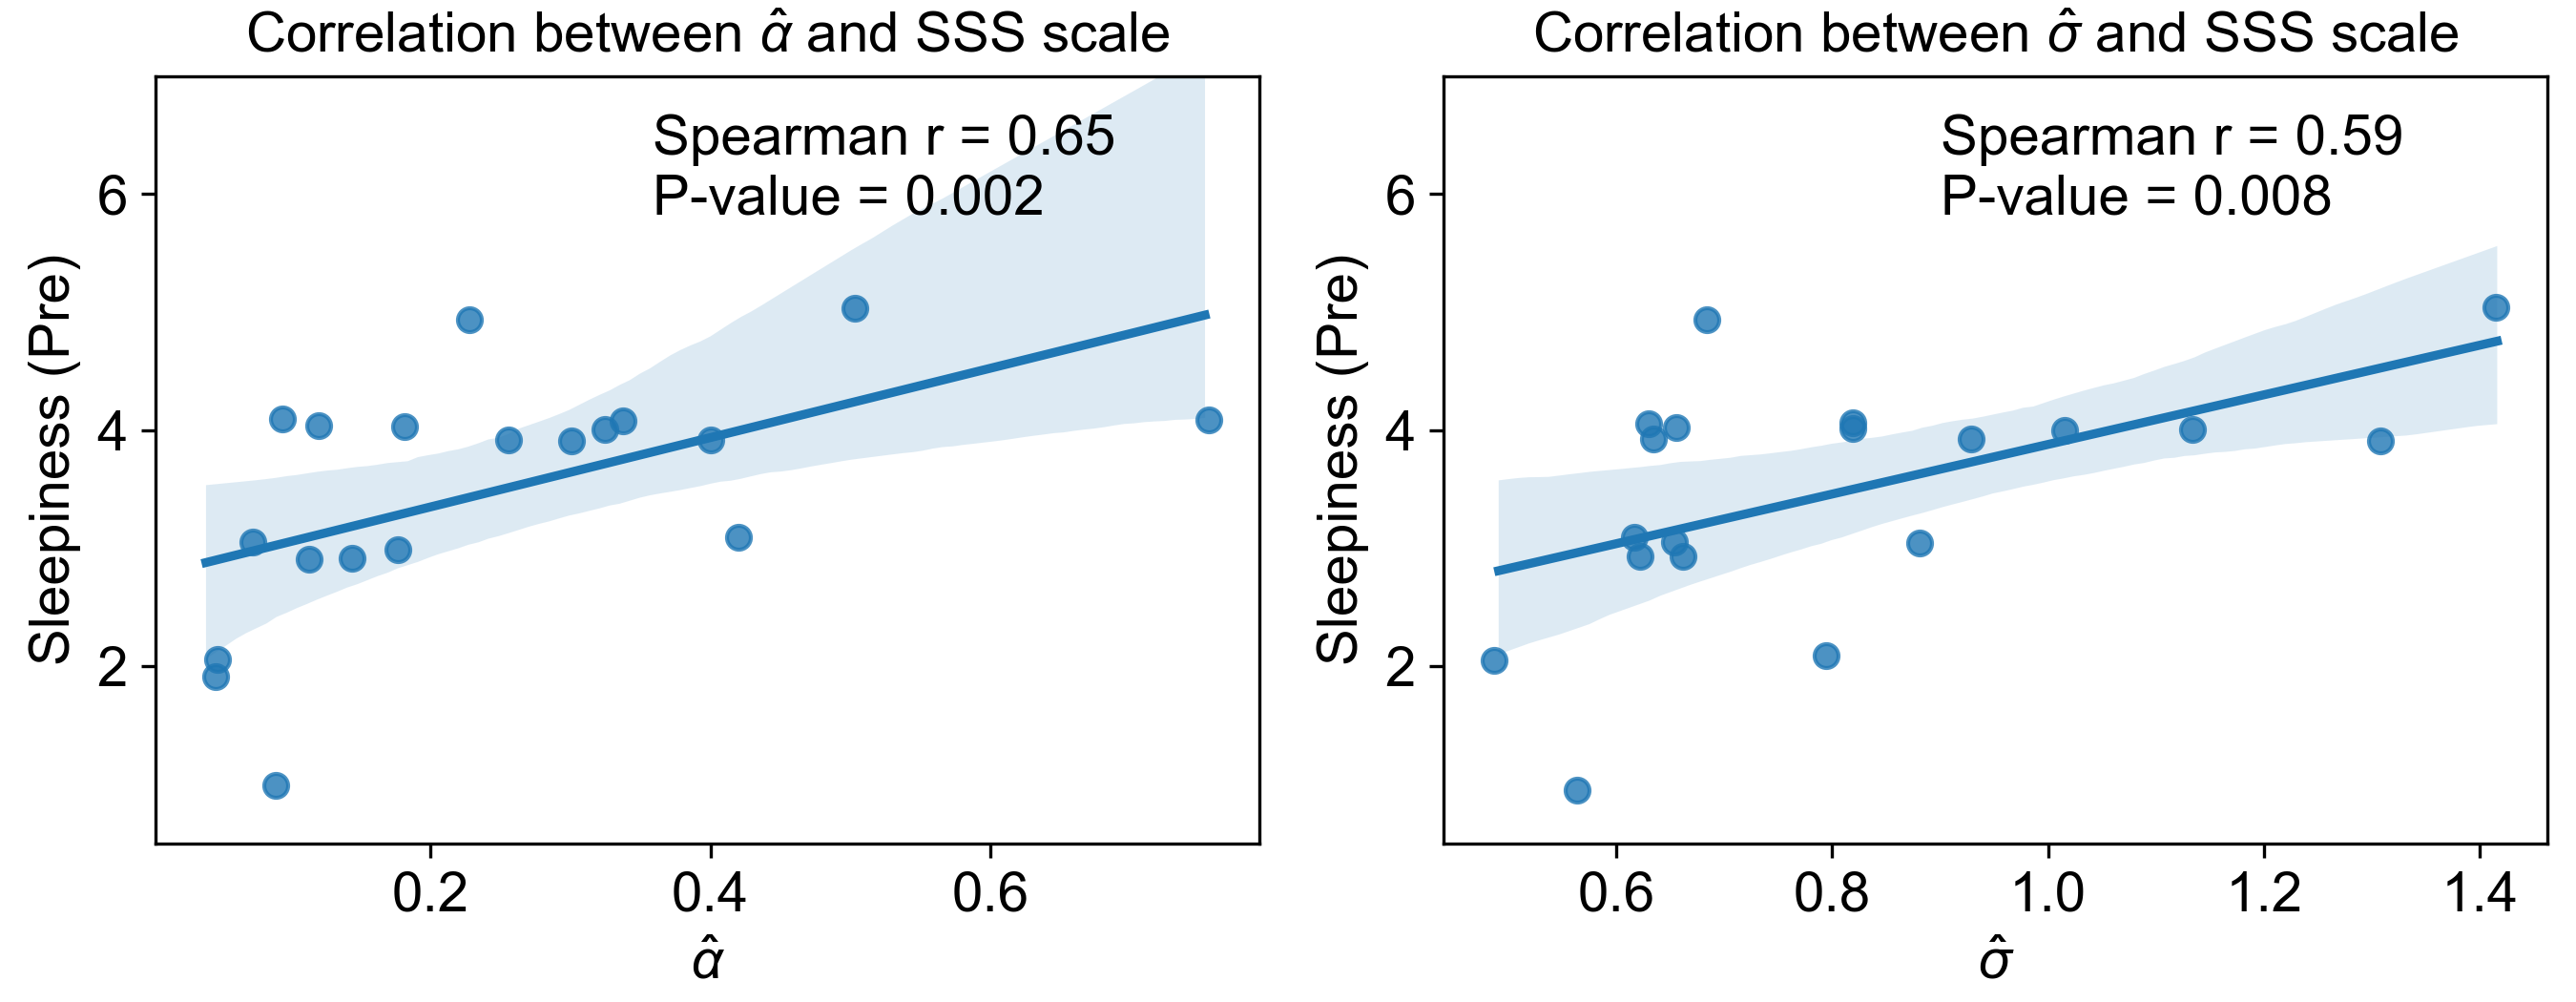 Correlation between α̂ and SSS scale
Spearman r = 0.65
P-value = 0.002
Sleepiness (Pre)
6
4
2
0.2 0.4 0.6
α̂
Correlation between σ̂ and SSS scale
Spearman r = 0.59
P-value = 0.008
Sleepiness (Pre)
6
4
2
0.6 0.8 1.0 1.2 1.4
σ̂